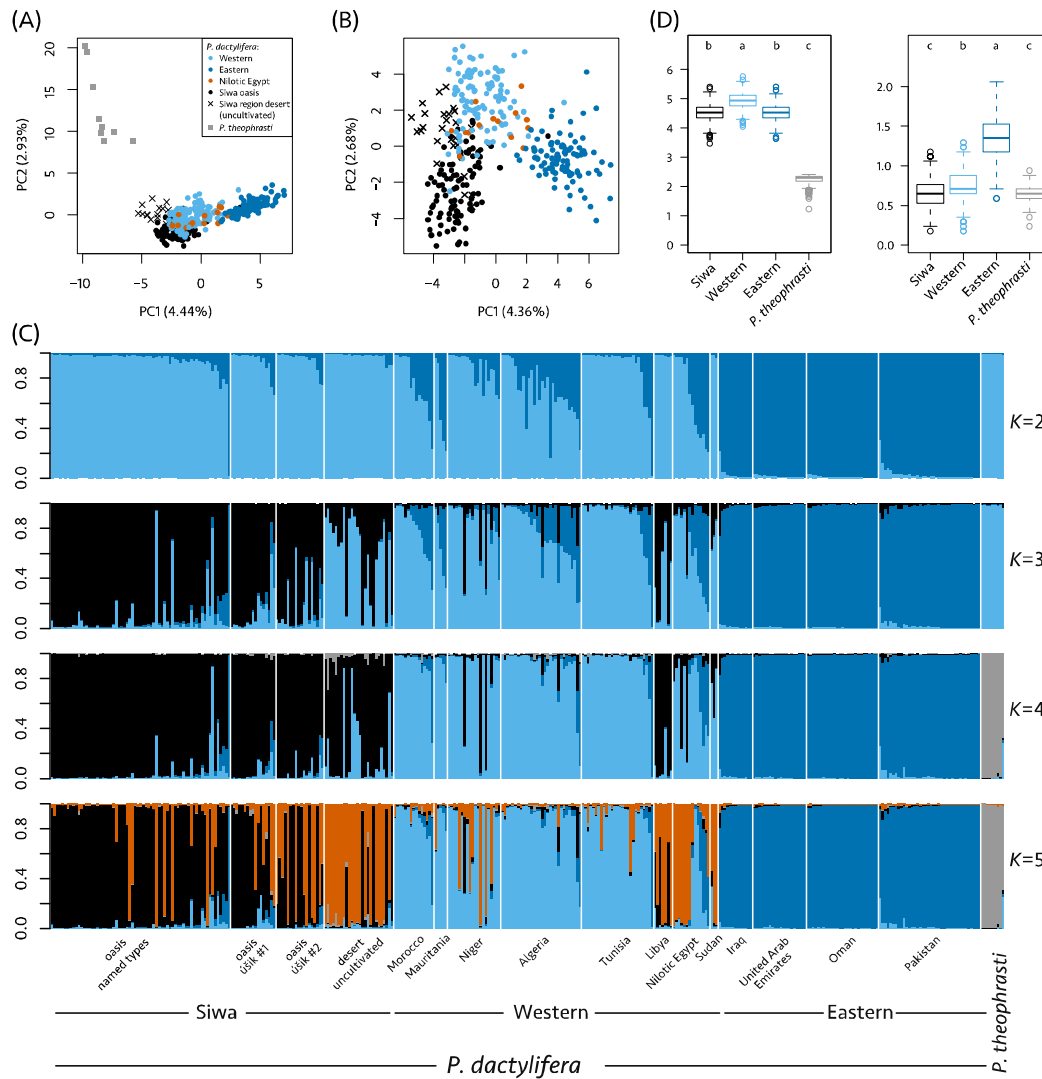 (A)
20
15
10
5
0
−10
−5
0
5
PC2 (2.93%)
PC1 (4.44%)
P. dactylifera:
Western
Eastern
Nilotic Egypt
Siwa oasis
Siwa region desert
(uncultivated)
P. theophrasti
(B)
4
2
0
−2
−4
−4
−2
0
2
4
6
PC2 (2.68%)
PC1 (4.36%)
(D)
b a b c
6
5
4
3
2
1
0
Siwa
Western
Eastern
P. theophrasti
c b a c
2.0
1.5
1.0
0.5
0.0
Siwa
Western
Eastern
P. theophrasti
(C)
0.8
0.4
0.0
K=2
0.8
0.4
0.0
K=3
0.8
0.4
0.0
K=4
0.8
0.4
0.0
K=5
oasis
named types
oasis
úšik #1
oasis
úšik #2
desert
uncultivated
Morocco
Mauritania
Niger
Algeria
Tunisia
Libya
Nilotic Egypt
Sudan
Iraq
United Arab
Emirates
Oman
Pakistan
Siwa
Western
Eastern
P. theophrasti
P. dactylifera